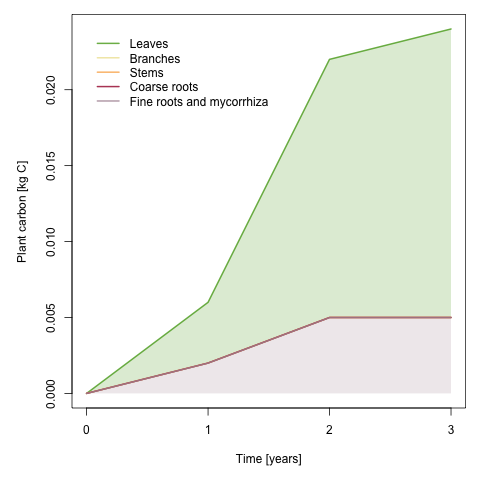 Leaves
Branches
Stems
Coarse roots
Fine roots and mycorrhiza
Plant carbon [kg C]
0.020
0.015
0.010
0.005
0.000
0 1 2 3
Time [years]